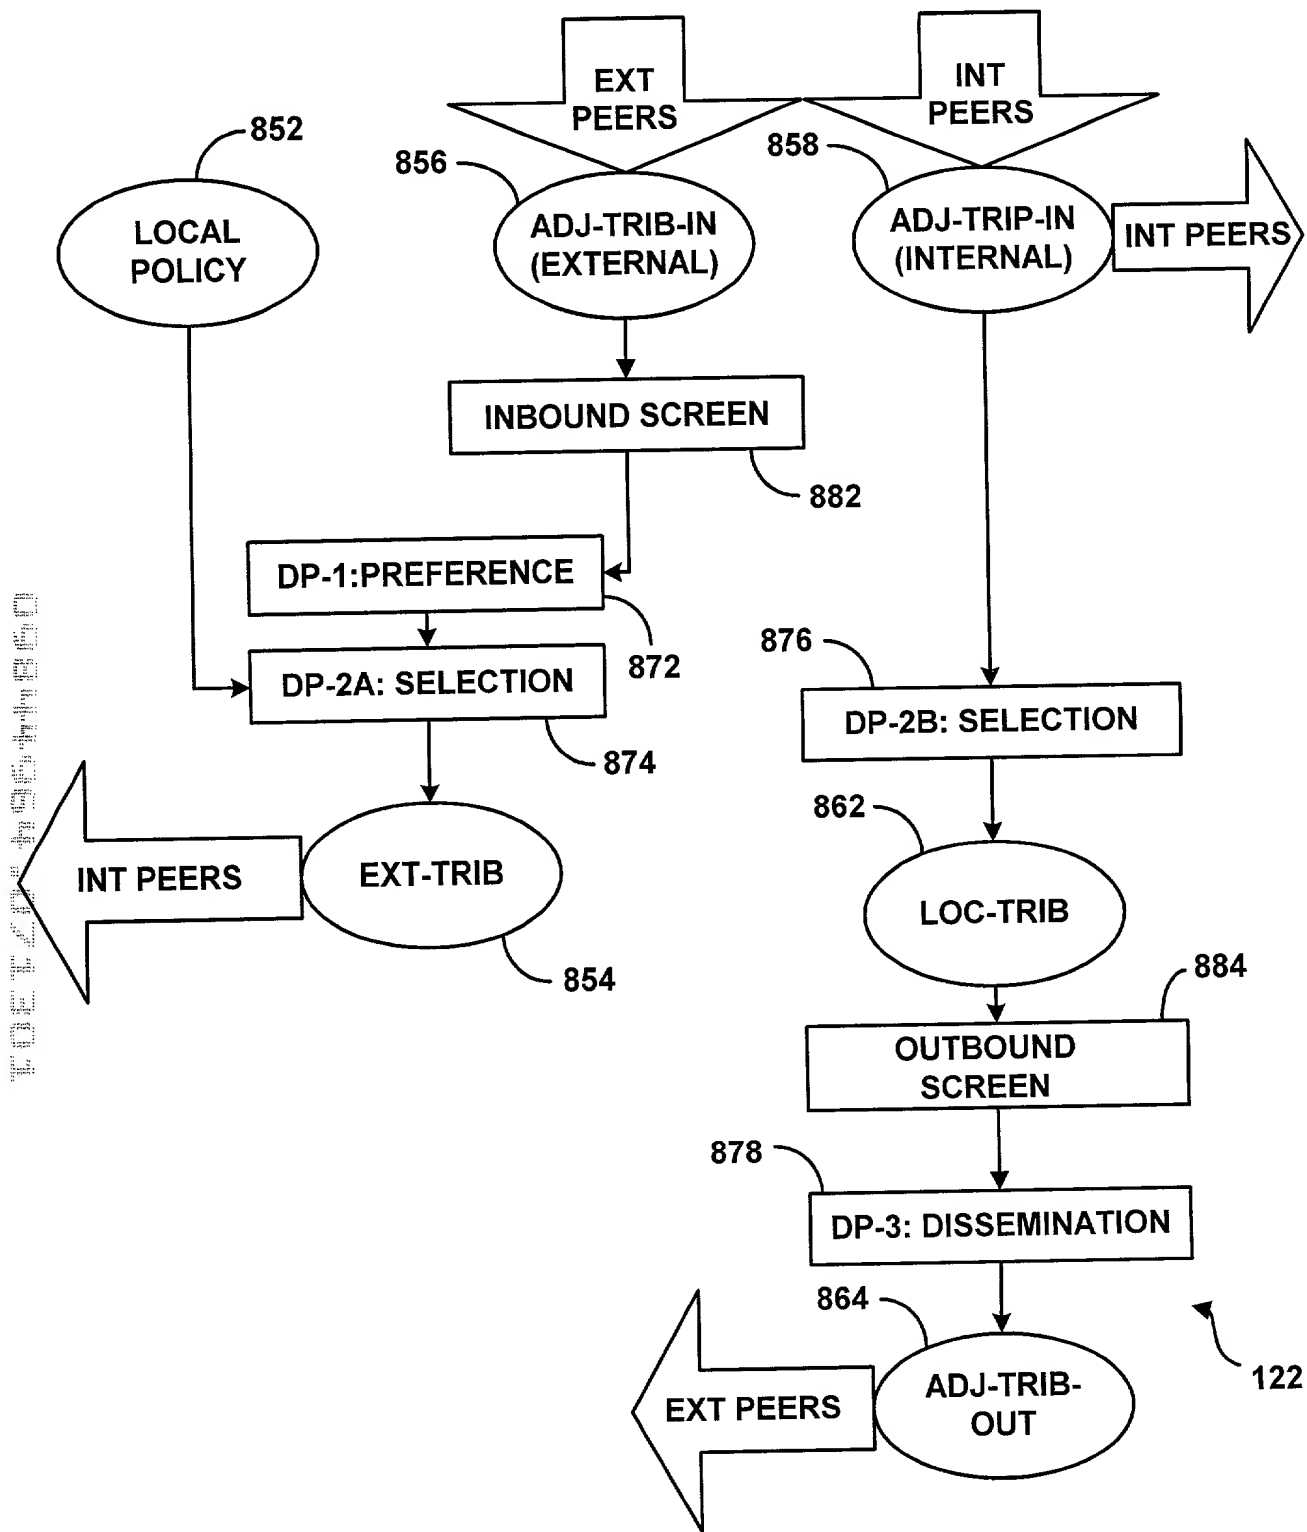 EXT
PEERS
INT
PEERS
852
856
858
LOCAL
POLICY
ADJ-TRIB-IN
(EXTERNAL)
ADJ-TRIP-IN
(INTERNAL)
INT PEERS
INBOUND SCREEN
882
DP-1:PREFERENCE
872
876
DP-2A: SELECTION
874
DP-2B: SELECTION
862
INT PEERS
EXT-TRIB
854
LOC-TRIB
884
OUTBOUND
SCREEN
878
DP-3: DISSEMINATION
864
122
EXT PEERS
ADJ-TRIB-
OUT